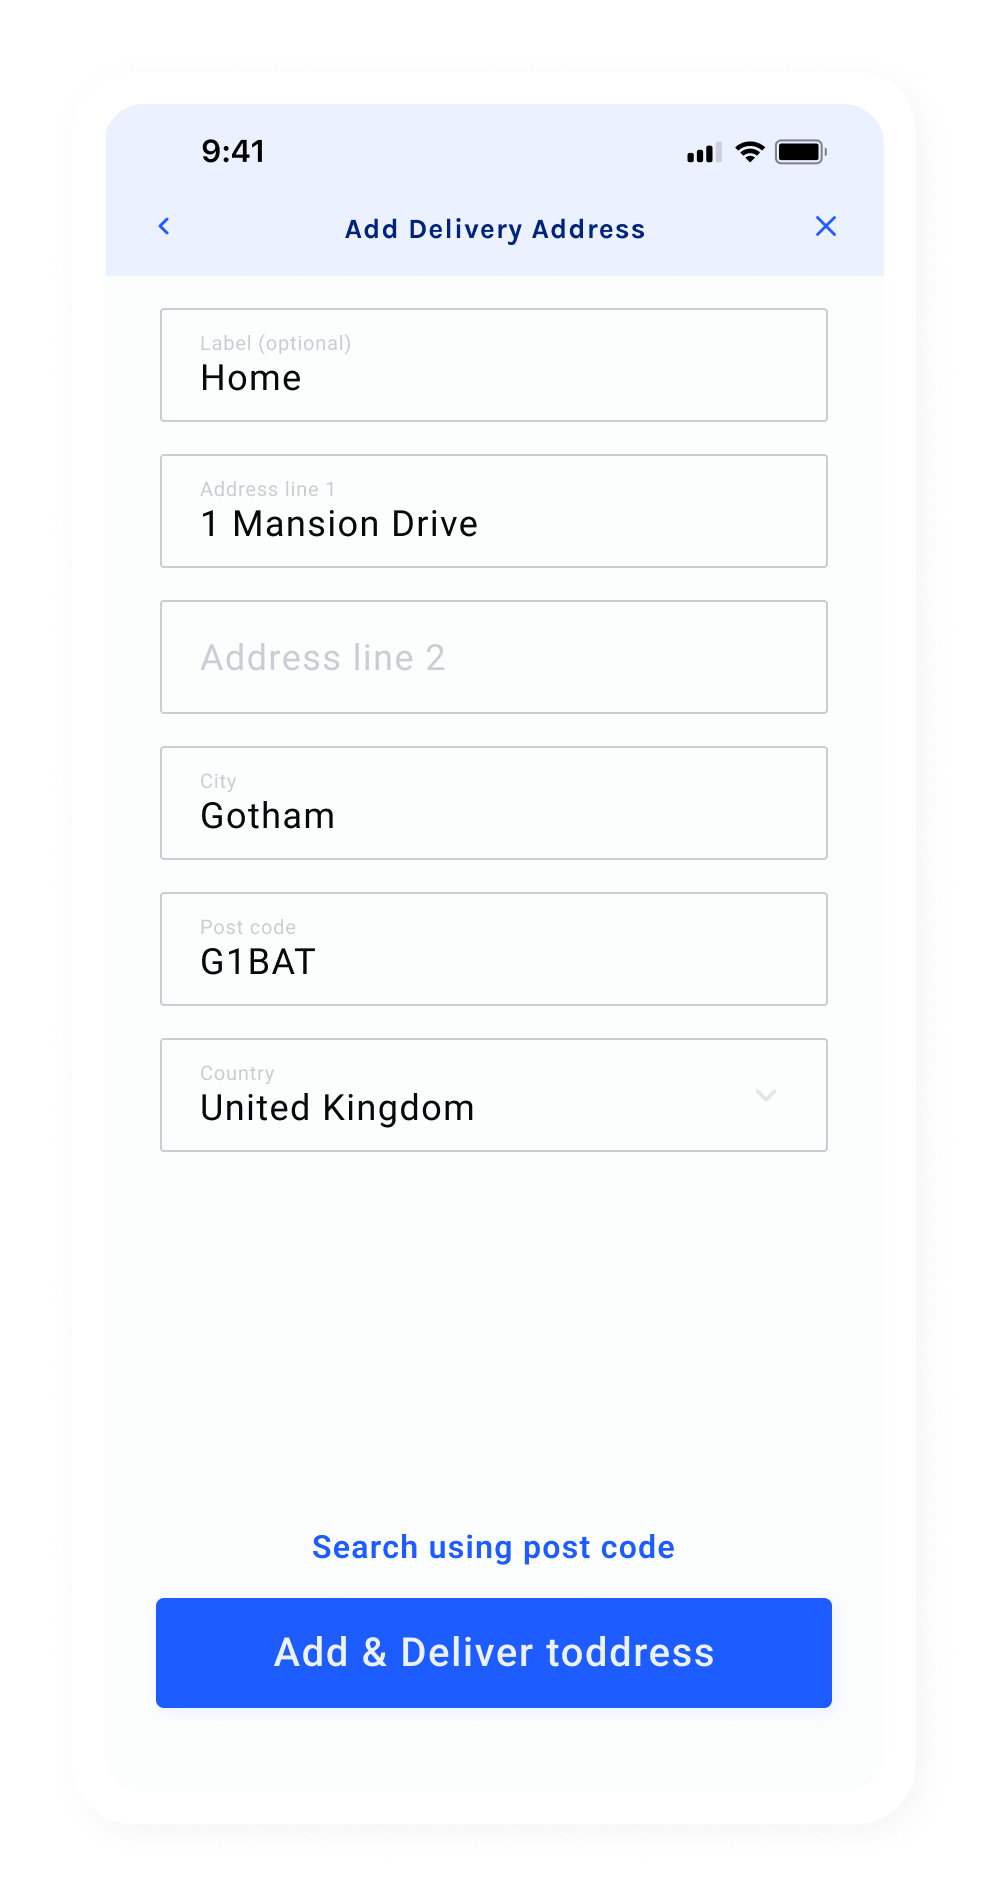 9:41
Add Delivery Address
Label (optional)
Home
Address line 1
1 Mansion Drive
Address line 2
City
Gotham
Post code
G1BAT
Country
United Kingdom
Search using post code
Add & Deliver toddress